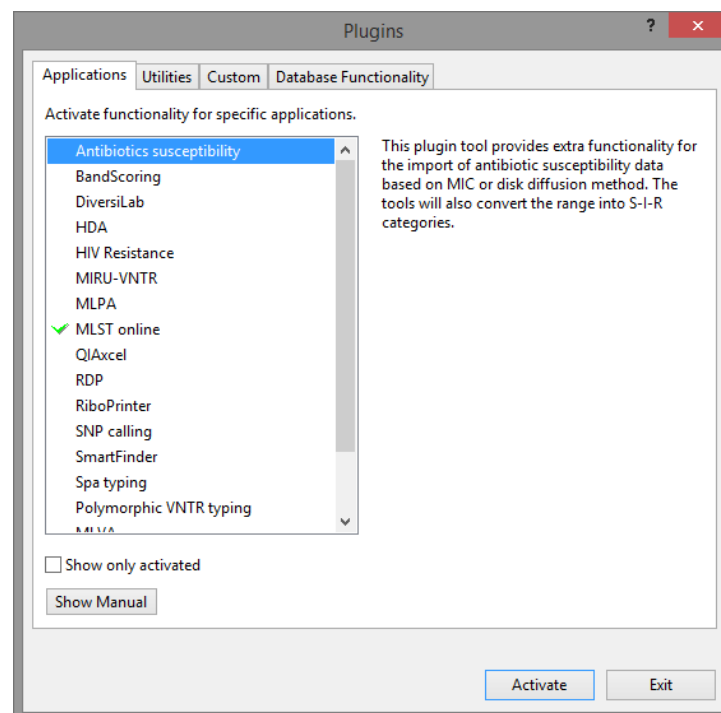 Plugins
?
Applications
Utilities
Custom
Database Functionality
Activate functionality for specific applications.
Antibiotics susceptibility
BandScoring
DiversiLab
HDA
HIV Resistance
MIRU-VNTR
MLPA
MLST online
QIAxcel
RDP
RiboPrinter
SNP calling
SmartFinder
Spa typing
Polymorphic VNTR typing
MLVA
This plugin tool provides extra functionality for
the import of antibiotic susceptibility data
based on MIC or disk diffusion method. The
tools will also convert the range into S-I-R
categories.
Show only activated
Show Manual
Activate
Exit